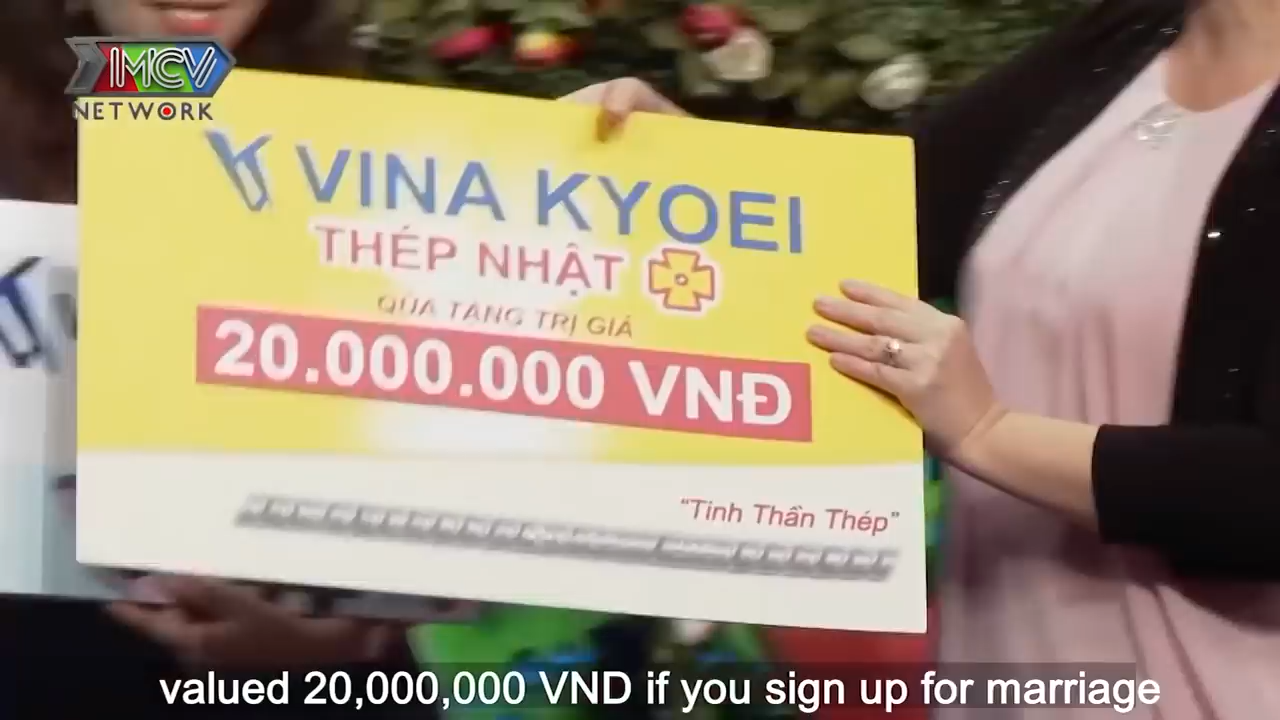 MCV
NETWORK
VINA KYOEI
THÉP NHẬT
QUÀ TẶNG TRỊ GIÁ
20.000.000 VNĐ
“Tinh Thần Thép”
valued 20,000,000 VND if you sign up for marriage